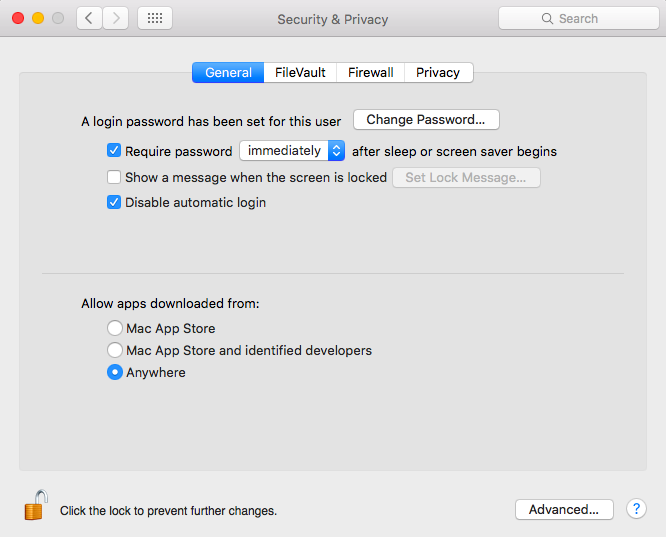 Security & Privacy
Search
General FileVault Firewall Privacy
A login password has been set for this user Change Password...
Require password immediately after sleep or screen saver begins
Show a message when the screen is locked Set Lock Message...
Disable automatic login
Allow apps downloaded from:
Mac App Store
Mac App Store and identified developers
Anywhere
Click the lock to prevent further changes.
Advanced...
?